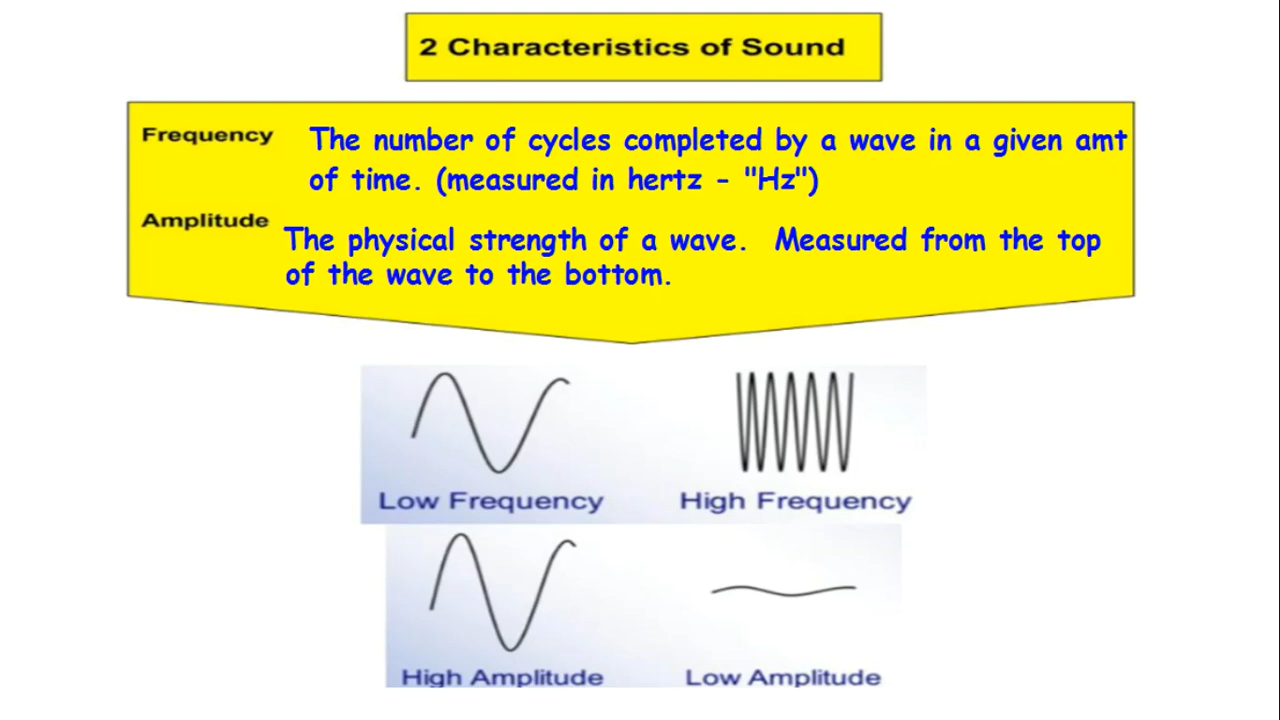 2 Characteristics of Sound
Frequency
The number of cycles completed by a wave in a given amt
of time. (measured in hertz - "Hz")
Amplitude
The physical strength of a wave. Measured from the top
of the wave to the bottom.
Low Frequency
High Frequency
High Amplitude
Low Amplitude